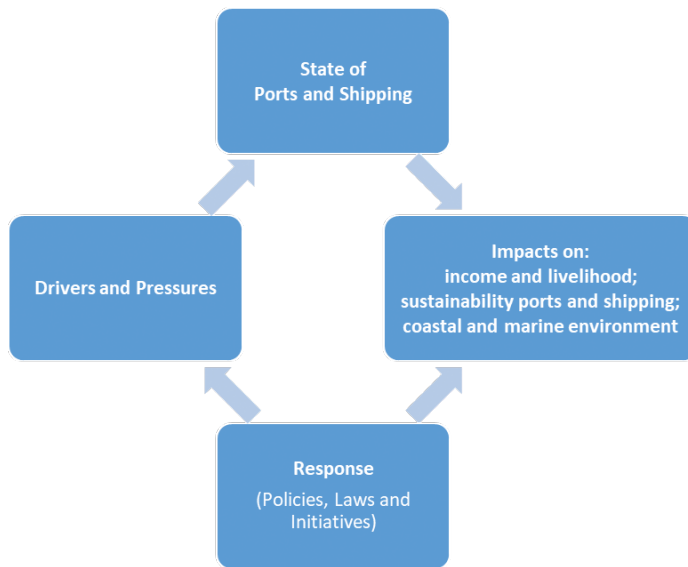 State of
Ports and Shipping
Drivers and Pressures
Impacts on:
income and livelihood;
sustainability ports and shipping;
coastal and marine environment
Response
(Policies, Laws and
Initiatives)